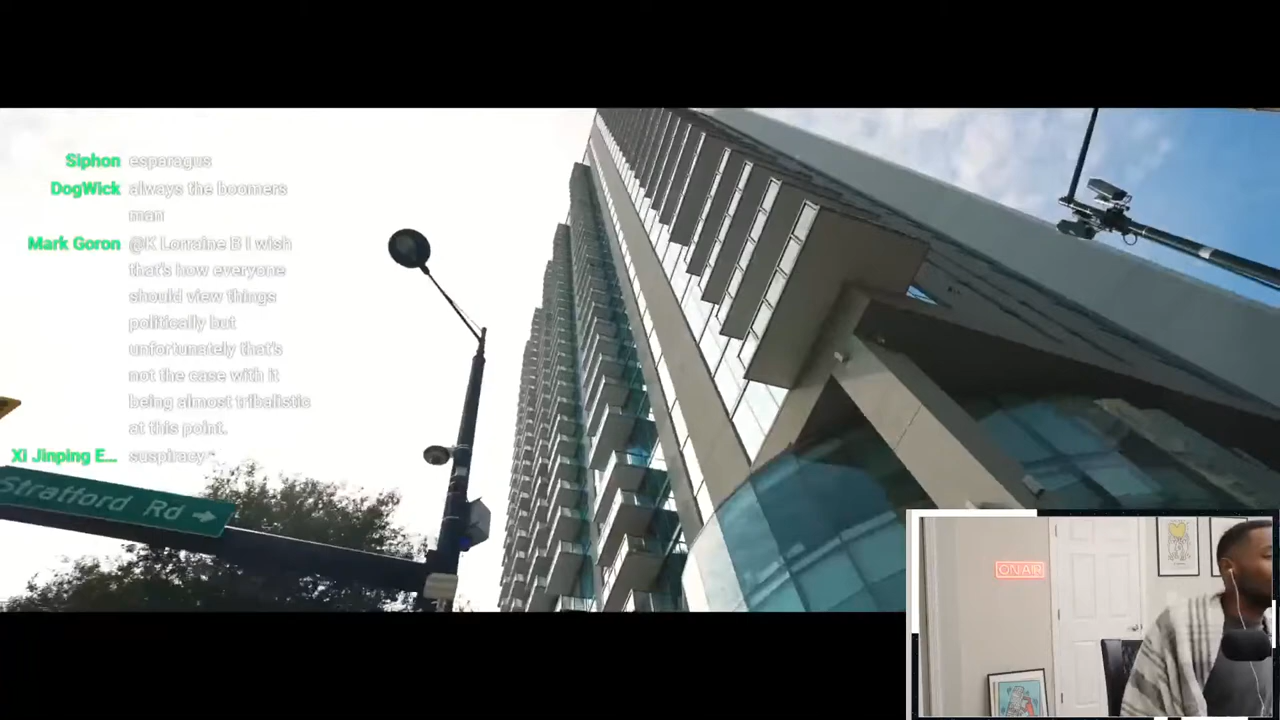 Siphon esparagus
DogWick always the boomers
man
Mark Goron @K Lorraine B I wish
that's how everyone
should view things
politically but
unfortunately that's
not the case with it
being almost tribalistic
at this point.
Xi Jinping E... suspiracy*
Strafford Rd →
ON AIR